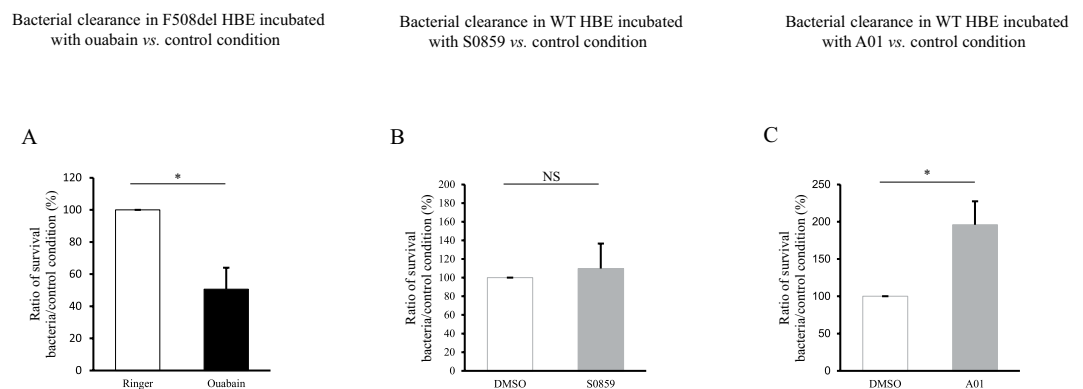 Bacterial clearance in F508del HBE incubated
with ouabain vs. control condition
Bacterial clearance in WT HBE incubated
with S0859 vs. control condition
Bacterial clearance in WT HBE incubated
with A01 vs. control condition
A
Ratio of survival
bacteria/control condition (%)
120
100
80
60
40
20
0
*
Ringer
Ouabain
B
Ratio of survival
bacteria/control condition (%)
200
180
160
140
120
100
80
60
40
20
0
NS
DMSO
S0859
C
Ratio of survival
bacteria/control condition (%)
250
200
150
100
50
0
*
DMSO
A01